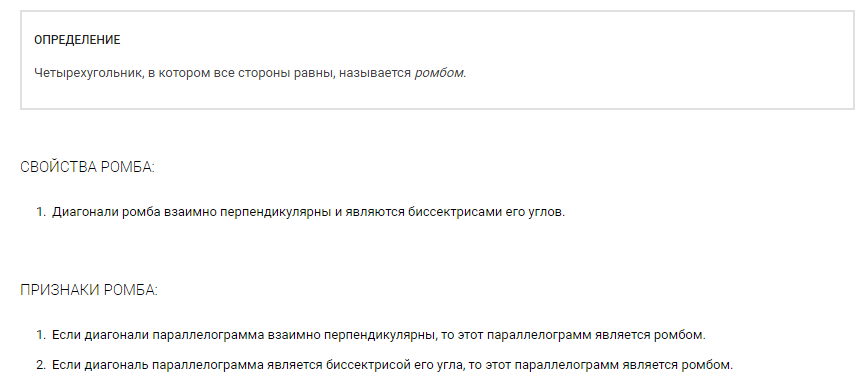 ОПРЕДЕЛЕНИЕ
Четырехугольник, в котором все стороны равны, называется ромбом.
СВОЙСТВА РОМБА:
1. Диагонали ромба взаимно перпендикулярны и являются биссектрисами его углов.
ПРИЗНАКИ РОМБА:
1. Если диагонали параллелограмма взаимно перпендикулярны, то этот параллелограмм является ромбом.
2. Если диагональ параллелограмма является биссектрисой его угла, то этот параллелограмм является ромбом.